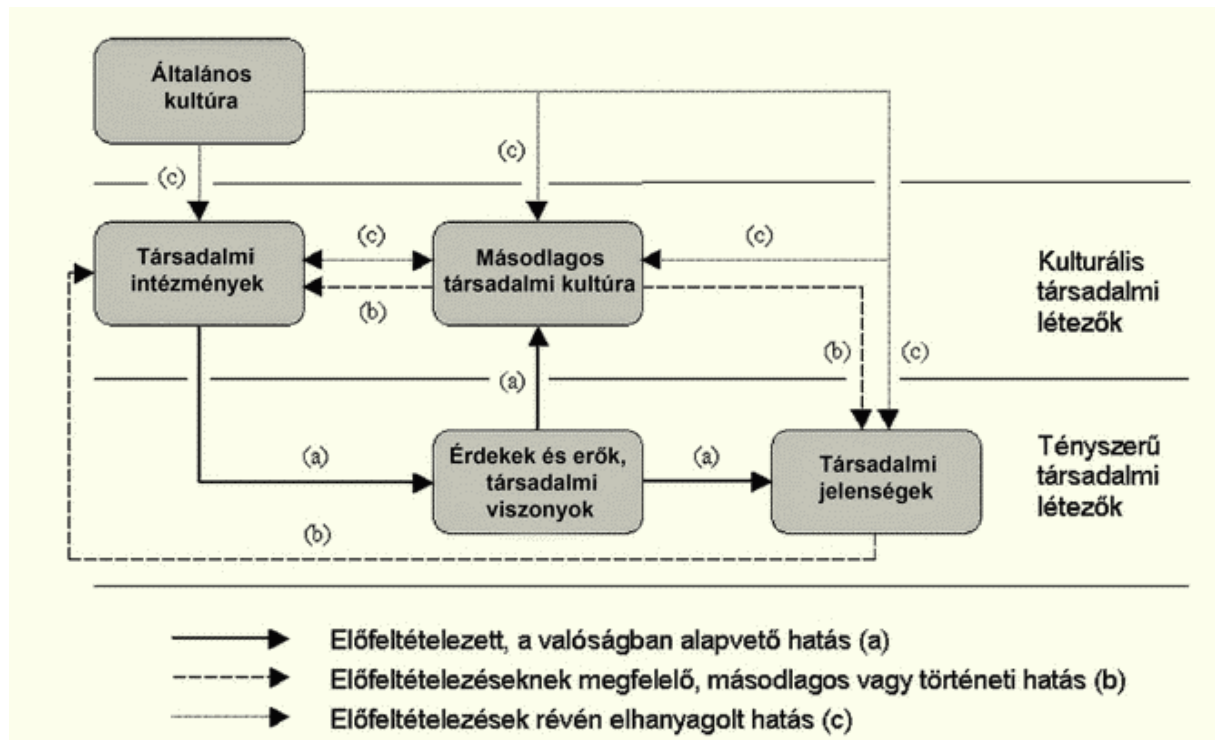 Általános
kultúra
(c)
(c)
Társadalmi
intézmények
(c)
(b)
Másodlagos
társadalmi kultúra
(c)
Kulturális
társadalmi
létezők
(b)
(c)
(a)
(a)
Érdekek és erők,
társadalmi
viszonyok
(a)
Társadalmi
jelenségek
Tényszerű
társadalmi
létezők
(b)
Előfeltételezett, a valóságban alapvető hatás (a)
Előfeltételezéseknek megfelelő, másodlagos vagy történeti hatás (b)
Előfeltételezések révén elhanyagolt hatás (c)